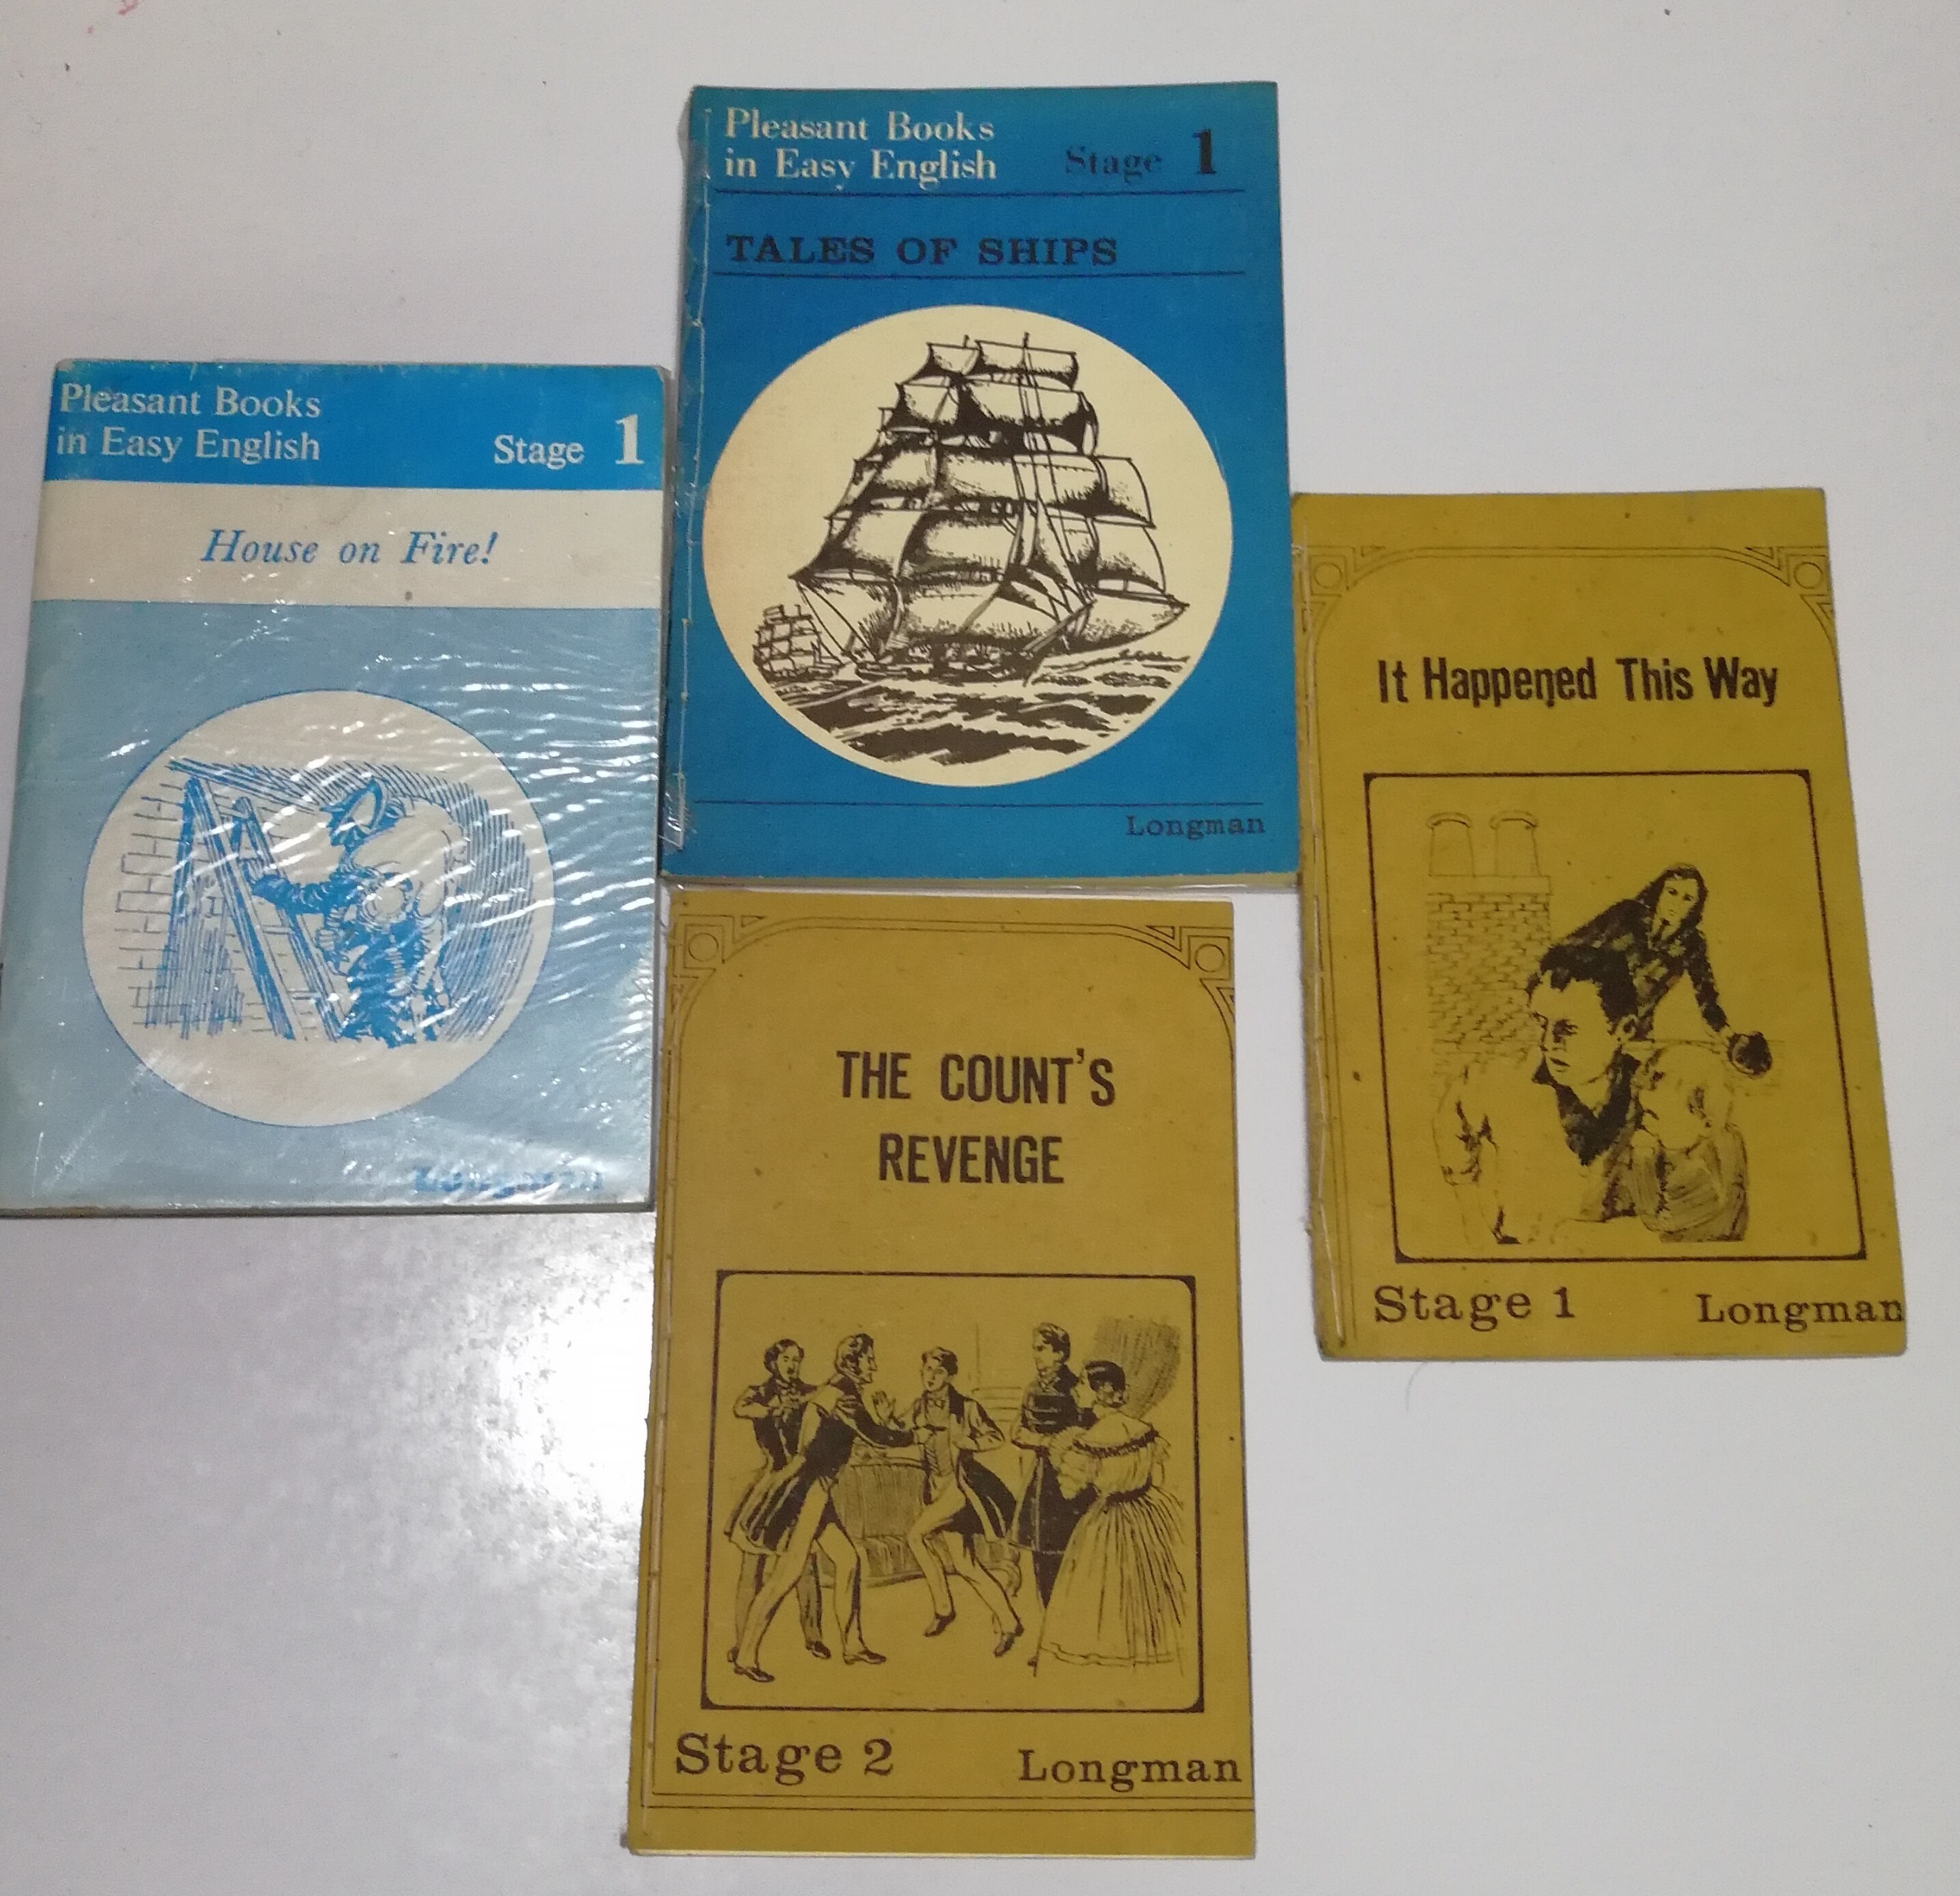 Pleasant Books
in Easy English Stage 1
House on Fire!
Longman
Pleasant Books
in Easy English Stage 1
TALES OF SHIPS
Longman
It Happened This Way
Stage 1 Longman
THE COUNT'S
REVENGE
Stage 2 Longman